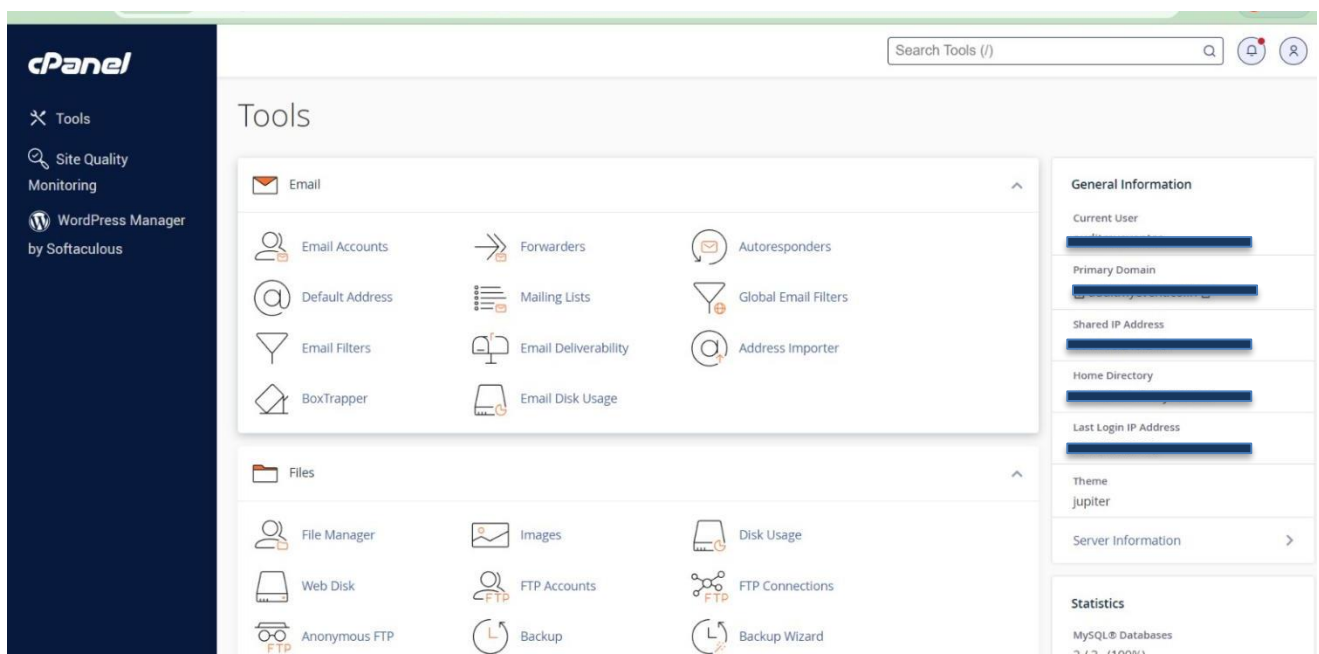 cPanel
Search Tools (/)
Tools
Site Quality
Monitoring
WordPress Manager
by Softaculous
Tools
Email
Email Accounts
Forwarders
Autoresponders
Default Address
Mailing Lists
Global Email Filters
Email Filters
Email Deliverability
Address Importer
BoxTrapper
Email Disk Usage
Files
File Manager
Images
Disk Usage
Web Disk
FTP Accounts
FTP Connections
Anonymous FTP
Backup
Backup Wizard
General Information
Current User
Primary Domain
Shared IP Address
Home Directory
Last Login IP Address
Theme
jupiter
Server Information
Statistics
MySQL® Databases